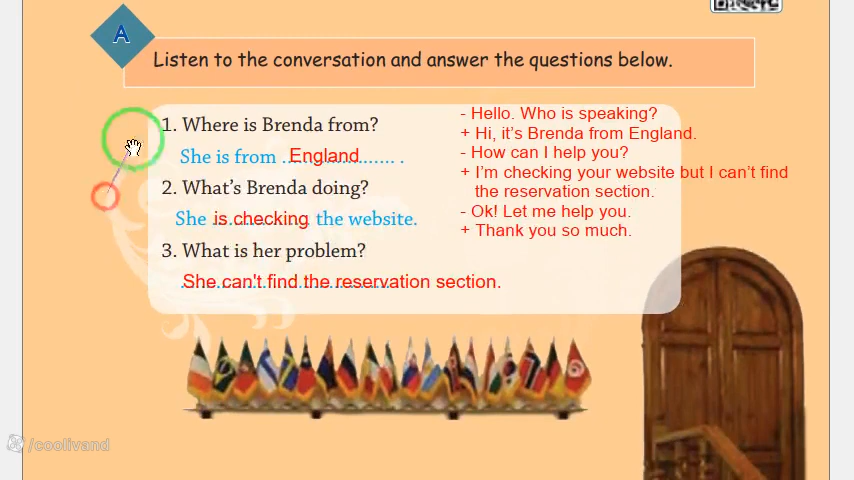 A
Listen to the conversation and answer the questions below.
1. Where is Brenda from?
She is from ..England........ .
2. What's Brenda doing?
She is checking the website.
3. What is her problem?
She can't find the reservation section.
- Hello. Who is speaking?
+ Hi, it's Brenda from England.
- How can I help you?
+ I'm checking your website but I can't find
the reservation section.
- Ok! Let me help you.
+ Thank you so much.
/coolivand